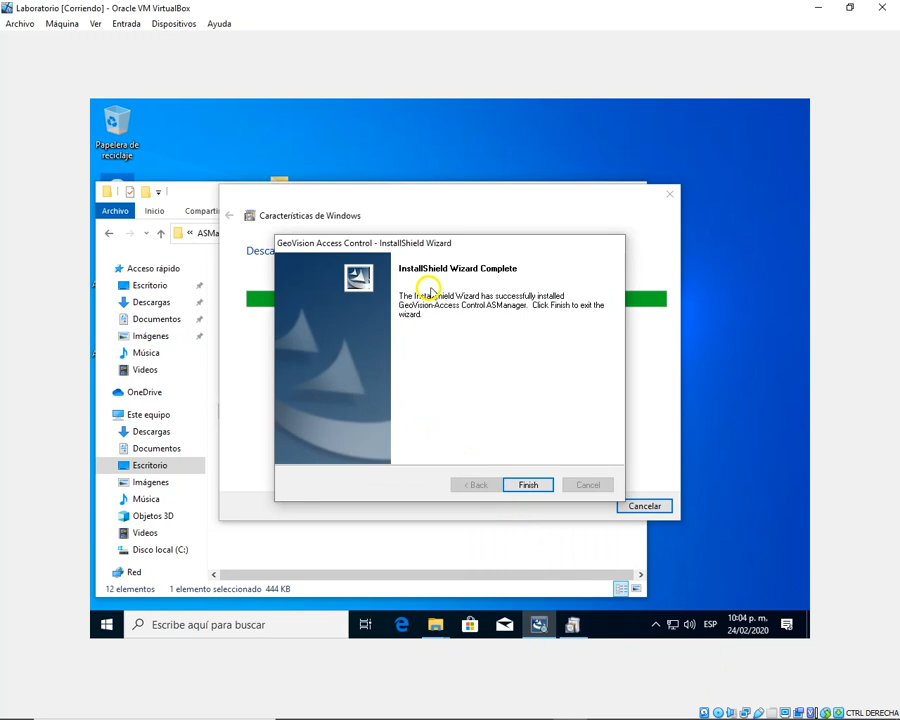 Laboratorio [Corriendo] - Oracle VM VirtualBox
Archivo Máquina Ver Entrada Dispositivos Ayuda
Papelera de
reciclaje
Archivo Inicio Compartir
« ASMa
Características de Windows
Desca
GeoVision Access Control - InstallShield Wizard
InstallShield Wizard Complete
The InstallShield Wizard has successfully installed
GeoVision-Access Control ASManager. Click Finish to exit the
wizard.
< Back Finish Cancel
Cancelar
Acceso rápido
Escritorio
Descargas
Documentos
Imágenes
Música
Videos
OneDrive
Este equipo
Descargas
Documentos
Escritorio
Imágenes
Música
Objetos 3D
Videos
Disco local (C:)
Red
12 elementos 1 elemento seleccionado 444 KB
Escribe aquí para buscar
ESP
10:04 p. m.
24/02/2020
CTRL DERECHA